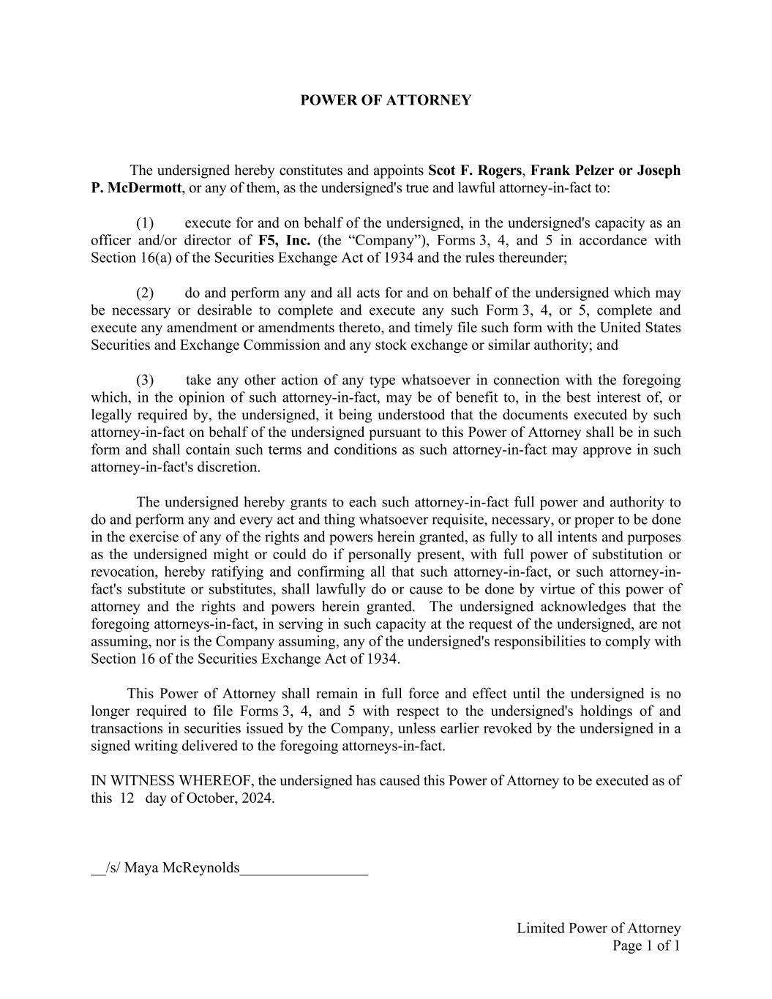 POWER OF ATTORNEY
The undersigned hereby constitutes and appoints Scot F. Rogers, Frank Pelzer or Joseph
P. McDermott, or any of them, as the undersigned's true and lawful attorney-in-fact to:
(1) execute for and on behalf of the undersigned, in the undersigned's capacity as an
officer and/or director of F5, Inc. (the “Company”), Forms 3, 4, and 5 in accordance with
Section 16(a) of the Securities Exchange Act of 1934 and the rules thereunder;
(2) do and perform any and all acts for and on behalf of the undersigned which may
be necessary or desirable to complete and execute any such Form 3, 4, or 5, complete and
execute any amendment or amendments thereto, and timely file such form with the United States
Securities and Exchange Commission and any stock exchange or similar authority; and
(3) take any other action of any type whatsoever in connection with the foregoing
which, in the opinion of such attorney-in-fact, may be of benefit to, in the best interest of, or
legally required by, the undersigned, it being understood that the documents executed by such
attorney-in-fact on behalf of the undersigned pursuant to this Power of Attorney shall be in such
form and shall contain such terms and conditions as such attorney-in-fact may approve in such
attorney-in-fact's discretion.
The undersigned hereby grants to each such attorney-in-fact full power and authority to
do and perform any and every act and thing whatsoever requisite, necessary, or proper to be done
in the exercise of any of the rights and powers herein granted, as fully to all intents and purposes
as the undersigned might or could do if personally present, with full power of substitution or
revocation, hereby ratifying and confirming all that such attorney-in-fact, or such attorney-in-
fact's substitute or substitutes, shall lawfully do or cause to be done by virtue of this power of
attorney and the rights and powers herein granted. The undersigned acknowledges that the
foregoing attorneys-in-fact, in serving in such capacity at the request of the undersigned, are not
assuming, nor is the Company assuming, any of the undersigned's responsibilities to comply with
Section 16 of the Securities Exchange Act of 1934.
This Power of Attorney shall remain in full force and effect until the undersigned is no
longer required to file Forms 3, 4, and 5 with respect to the undersigned's holdings of and
transactions in securities issued by the Company, unless earlier revoked by the undersigned in a
signed writing delivered to the foregoing attorneys-in-fact.
IN WITNESS WHEREOF, the undersigned has caused this Power of Attorney to be executed as of
this 12 day of October, 2024.
__/s/ Maya McReynolds_________________
Limited Power of Attorney
Page 1 of 1